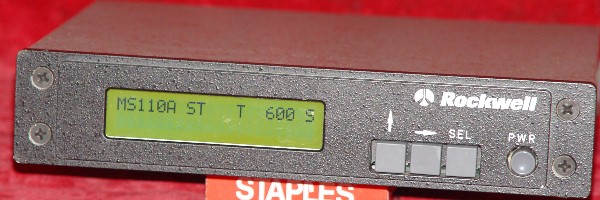 Rockwell
MS110A ST T 600 S
SEL PWR
STAPLES